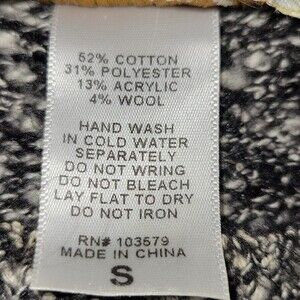 52% COTTON
31% POLYESTER
13% ACRYLIC
4% WOOL
HAND WASH
IN COLD WATER
SEPARATELY
DO NOT WRING
DO NOT BLEACH
LAY FLAT TO DRY
DO NOT IRON
RN# 103579
MADE IN CHINA
S